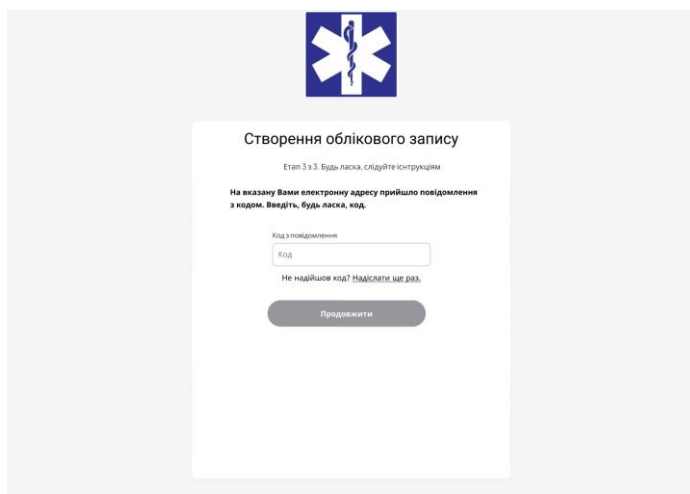 Створення облікового запису
Етап 3 з 3. Будь ласка, слідуйте існтрукціям
На вказану Вами електронну адресу прийшло повідомлення
з кодом. Введіть, будь ласка, код.
Код з повідомлення
Код
Не надійшов код? Надіслати ще раз.
Продовжити